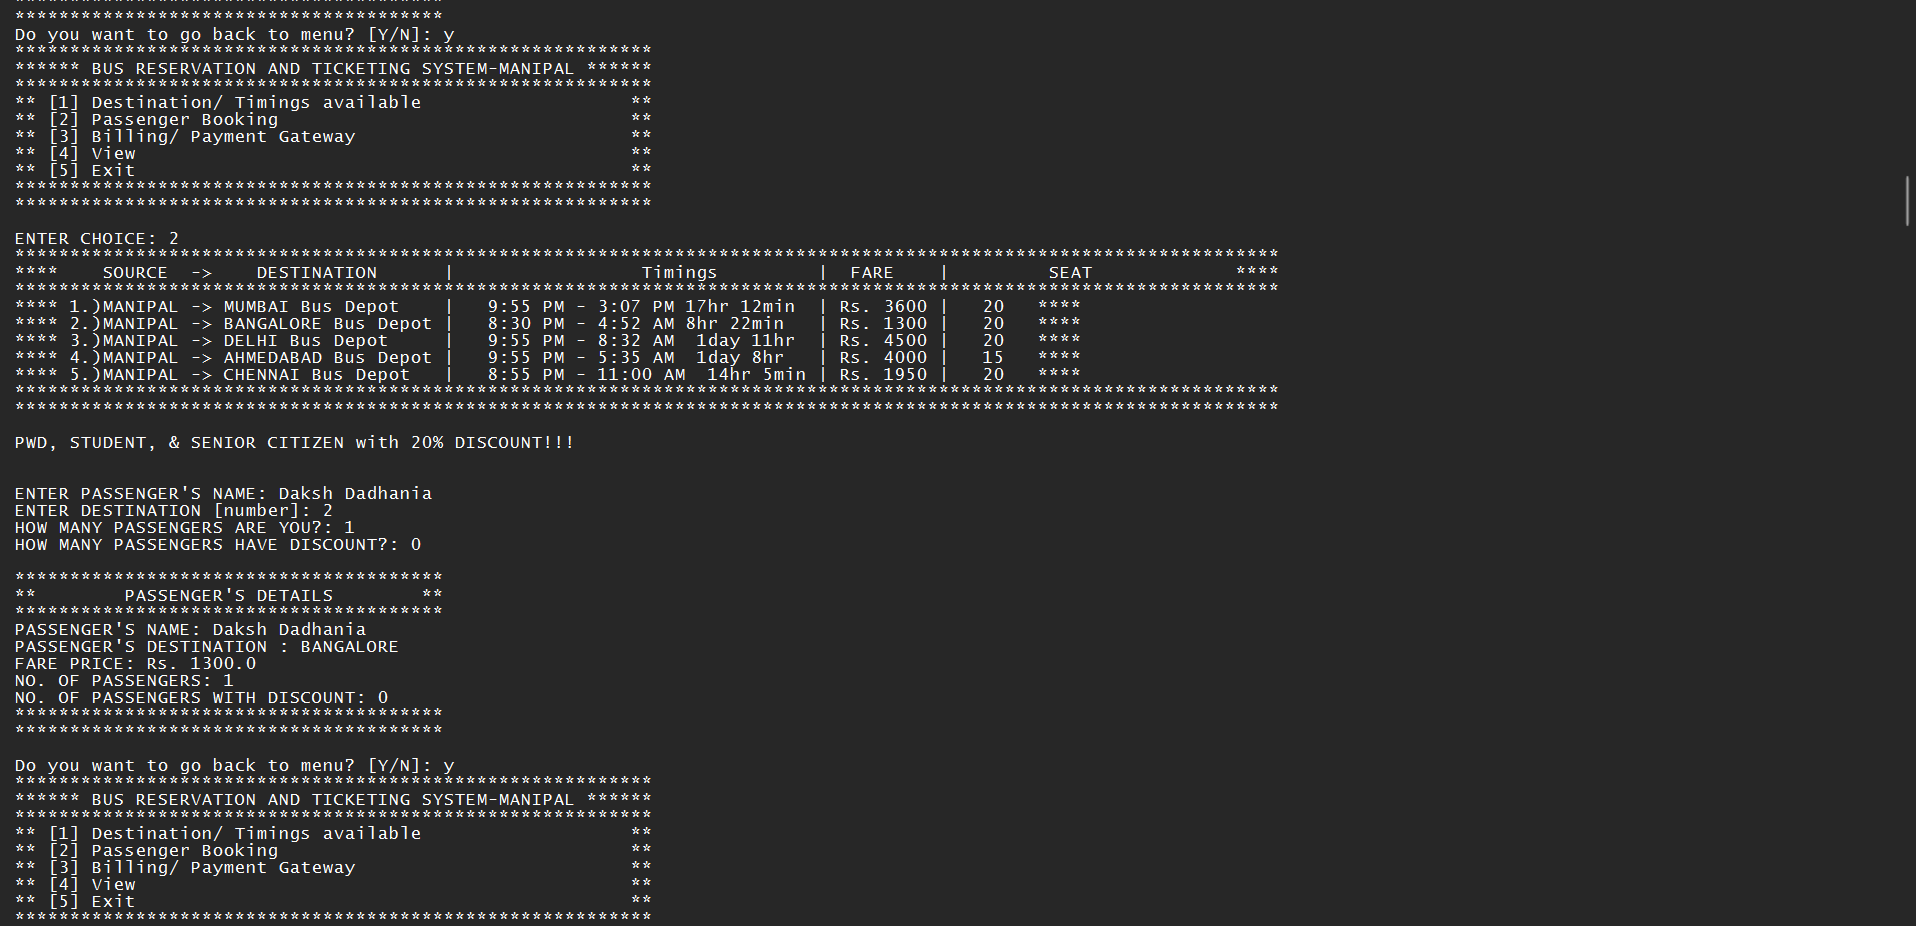 ***************************************
Do you want to go back to menu? [Y/N]: y
**********************************************************
****** BUS RESERVATION AND TICKETING SYSTEM-MANIPAL ******
**********************************************************
** [1] Destination/ Timings available                   **
** [2] Passenger Booking                                **
** [3] Billing/ Payment Gateway                         **
** [4] View                                             **
** [5] Exit                                             **
**********************************************************
**********************************************************
ENTER CHOICE: 2
*******************************************************************************************************************
****    SOURCE  ->    DESTINATION      |                 Timings         |  FARE    |         SEAT             ****
*******************************************************************************************************************
**** 1.)MANIPAL -> MUMBAI Bus Depot    |   9:55 PM - 3:07 PM 17hr 12min  | Rs. 3600 |   20   ****
**** 2.)MANIPAL -> BANGALORE Bus Depot |   8:30 PM - 4:52 AM 8hr 22min   | Rs. 1300 |   20   ****
**** 3.)MANIPAL -> DELHI Bus Depot     |   9:55 PM - 8:32 AM  1day 11hr  | Rs. 4500 |   20   ****
**** 4.)MANIPAL -> AHMEDABAD Bus Depot |   9:55 PM - 5:35 AM  1day 8hr   | Rs. 4000 |   15   ****
**** 5.)MANIPAL -> CHENNAI Bus Depot   |   8:55 PM - 11:00 AM  14hr 5min | Rs. 1950 |   20   ****
*******************************************************************************************************************
*******************************************************************************************************************
PWD, STUDENT, & SENIOR CITIZEN with 20% DISCOUNT!!!
ENTER PASSENGER'S NAME: Daksh Dadhania
ENTER DESTINATION [number]: 2
HOW MANY PASSENGERS ARE YOU?: 1
HOW MANY PASSENGERS HAVE DISCOUNT?: 0
***************************************
**        PASSENGER'S DETAILS        **
***************************************
PASSENGER'S NAME: Daksh Dadhania
PASSENGER'S DESTINATION : BANGALORE
FARE PRICE: Rs. 1300.0
NO. OF PASSENGERS: 1
NO. OF PASSENGERS WITH DISCOUNT: 0
***************************************
***************************************
Do you want to go back to menu? [Y/N]: y
**********************************************************
****** BUS RESERVATION AND TICKETING SYSTEM-MANIPAL ******
**********************************************************
** [1] Destination/ Timings available                   **
** [2] Passenger Booking                                **
** [3] Billing/ Payment Gateway                         **
** [4] View                                             **
** [5] Exit                                             **
**********************************************************